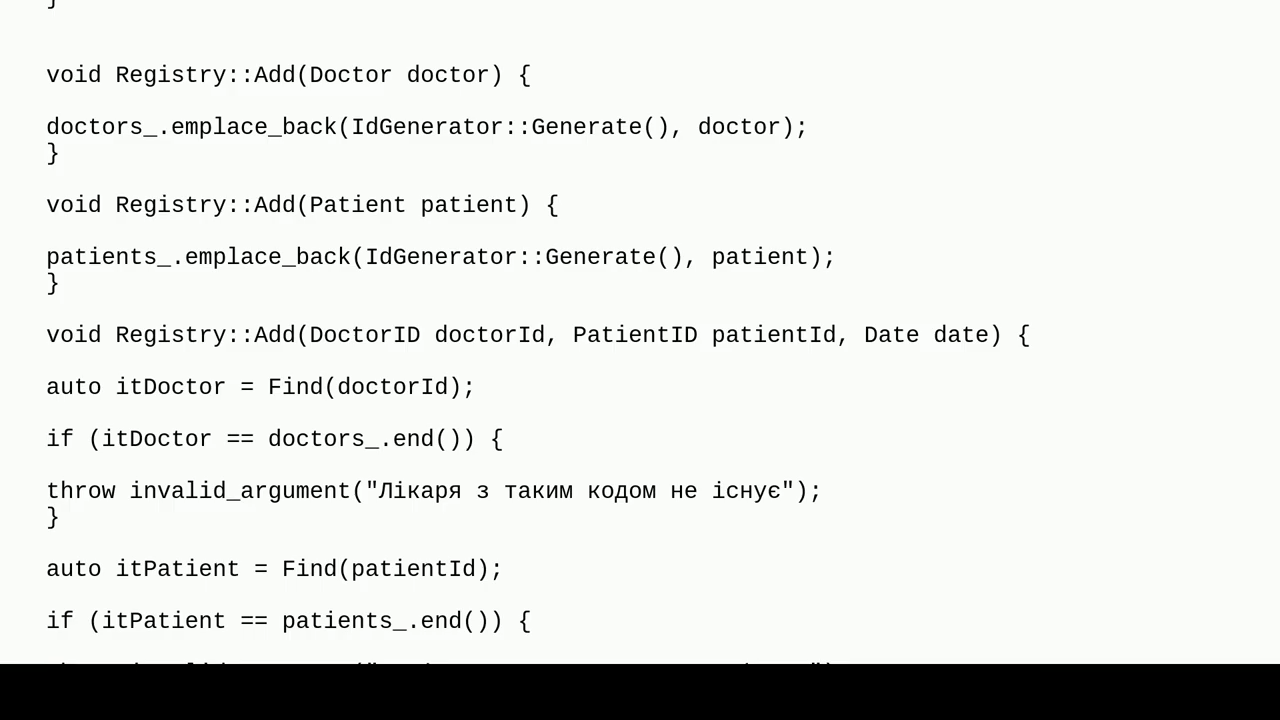 }
void Registry::Add(Doctor doctor) {
doctors_.emplace_back(IdGenerator::Generate(), doctor);
}
void Registry::Add(Patient patient) {
patients_.emplace_back(IdGenerator::Generate(), patient);
}
void Registry::Add(DoctorID doctorId, PatientID patientId, Date date) {
auto itDoctor = Find(doctorId);
if (itDoctor == doctors_.end()) {
throw invalid_argument("Лікаря з таким кодом не існує");
}
auto itPatient = Find(patientId);
if (itPatient == patients_.end()) {